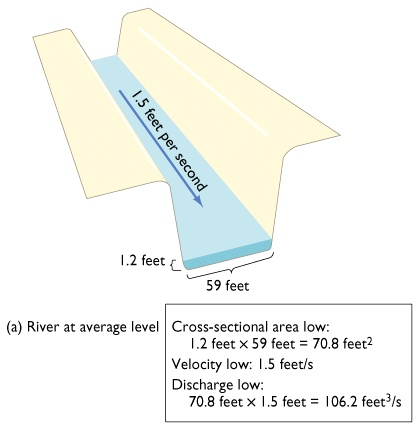 1.5 feet per second
1.2 feet
59 feet
(a) River at average level
Cross-sectional area low:
1.2 feet × 59 feet = 70.8 feet²
Velocity low: 1.5 feet/s
Discharge low:
70.8 feet × 1.5 feet = 106.2 feet³/s